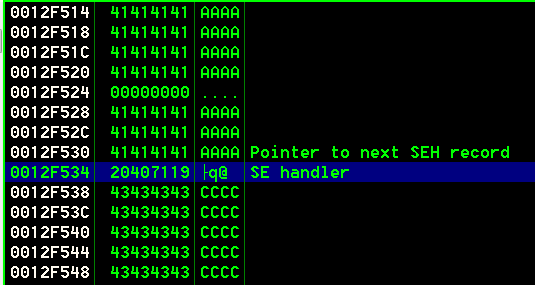 0012F514 41414141 AAAA
0012F518 41414141 AAAA
0012F51C 41414141 AAAA
0012F520 41414141 AAAA
0012F524 00000000 ....
0012F528 41414141 AAAA
0012F52C 41414141 AAAA
0012F530 41414141 AAAA Pointer to next SEH record
0012F534 20407119 ├q@ SE handler
0012F538 43434343 CCCC
0012F53C 43434343 CCCC
0012F540 43434343 CCCC
0012F544 43434343 CCCC
0012F548 43434343 CCCC